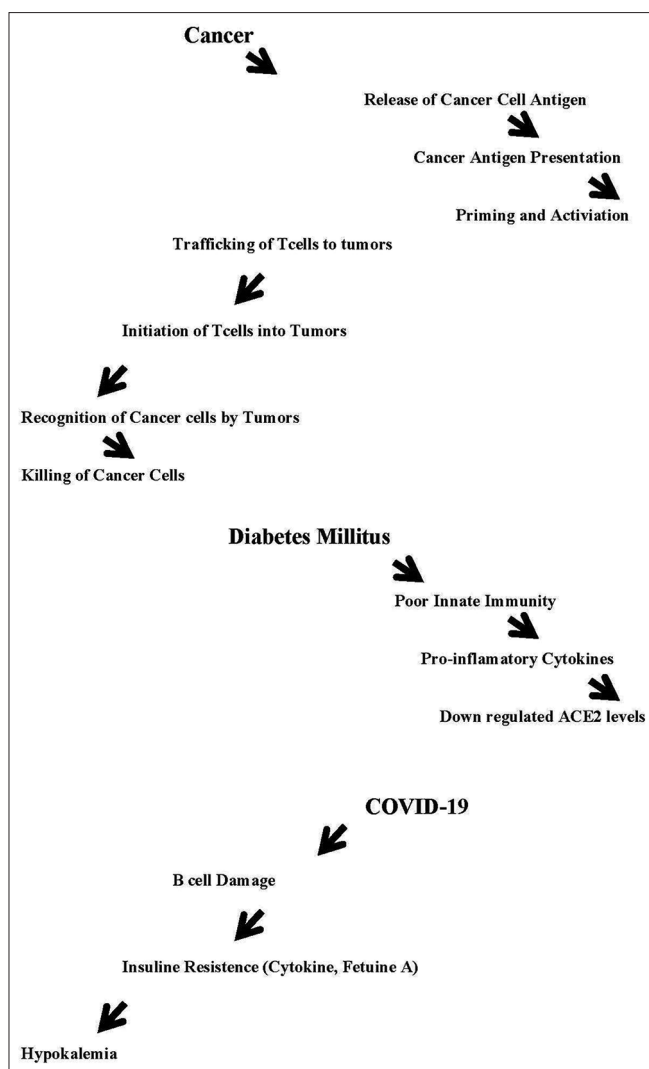 Cancer
Release of Cancer Cell Antigen
Cancer Antigen Presentation
Priming and Activiation
Trafficking of Tcells to tumors
Initiation of Tcells into Tumors
Recognition of Cancer cells by Tumors
Killing of Cancer Cells
Diabetes Millitus
Poor Innate Immunity
Pro-inflamatory Cytokines
Down regulated ACE2 levels
COVID-19
B cell Damage
Insuline Resistence (Cytokine, Fetuine A)
Hypokalemia